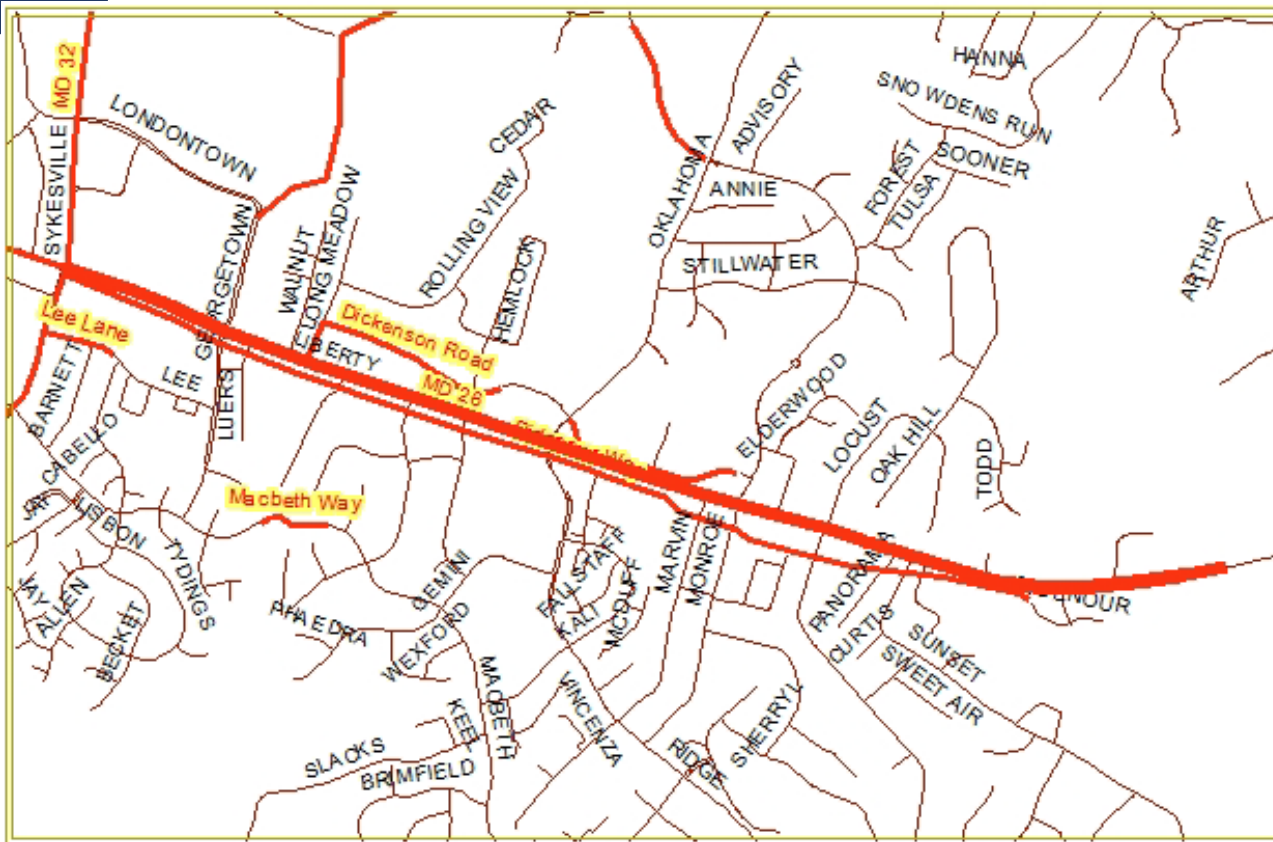 HANNA
MD 32
SNOWDENS RUN
ADVISORY
LONDONTOWN
CEDAR
SYKESVILLE
OKLAHOMA
FOREST
SOONER
ANNIE
TULSA
WALNUT
LONG MEADOW
ROLLING VIEW
GEORGETOWN
ARTHUR
STILLWATER
HEMLOCK
Lee Lane
Dickenson Road
BARNETT
LEE
LUERS
MD 26
ELDERWOOD
LOCUST
OAK HILL
CABELLO
TODD
Macbeth Way
JAY
LISBON
TYDINGS
MARVIN
MONROE
GEMINI
FALLSTAFF
KALI
MCDUFF
PANORAMA
JAY
ALLEN
BECKET
PHAEDRA
WEXFORD
CURTIS
SUNSET
SWEET AIR
MACBETH
VINCENZA
KEEL
SHERRYL
RIDGE
SLACKS
BRIMFIELD